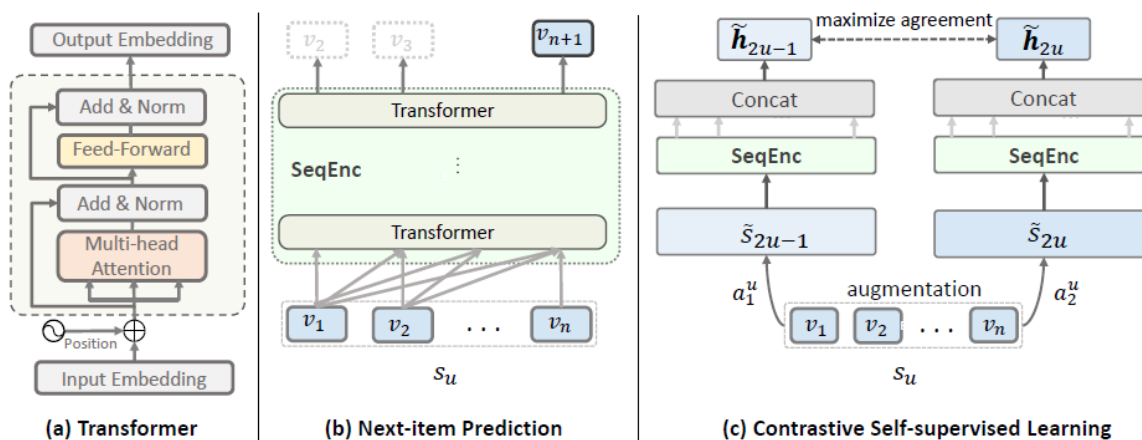 Output Embedding
Add & Norm
Feed-Forward
Add & Norm
Multi-head
Attention
Position
Input Embedding
(a) Transformer
v₂ v₃ vₙ₊₁
Transformer
SeqEnc ⋮
Transformer
v₁ v₂ . . . vₙ
sᵤ
(b) Next-item Prediction
maximize agreement
h̃₂ᵤ₋₁ h̃₂ᵤ
Concat Concat
SeqEnc SeqEnc
s̃₂ᵤ₋₁ s̃₂ᵤ
a₁ᵘ augmentation a₂ᵘ
v₁ v₂ . . . vₙ
sᵤ
(c) Contrastive Self-supervised Learning